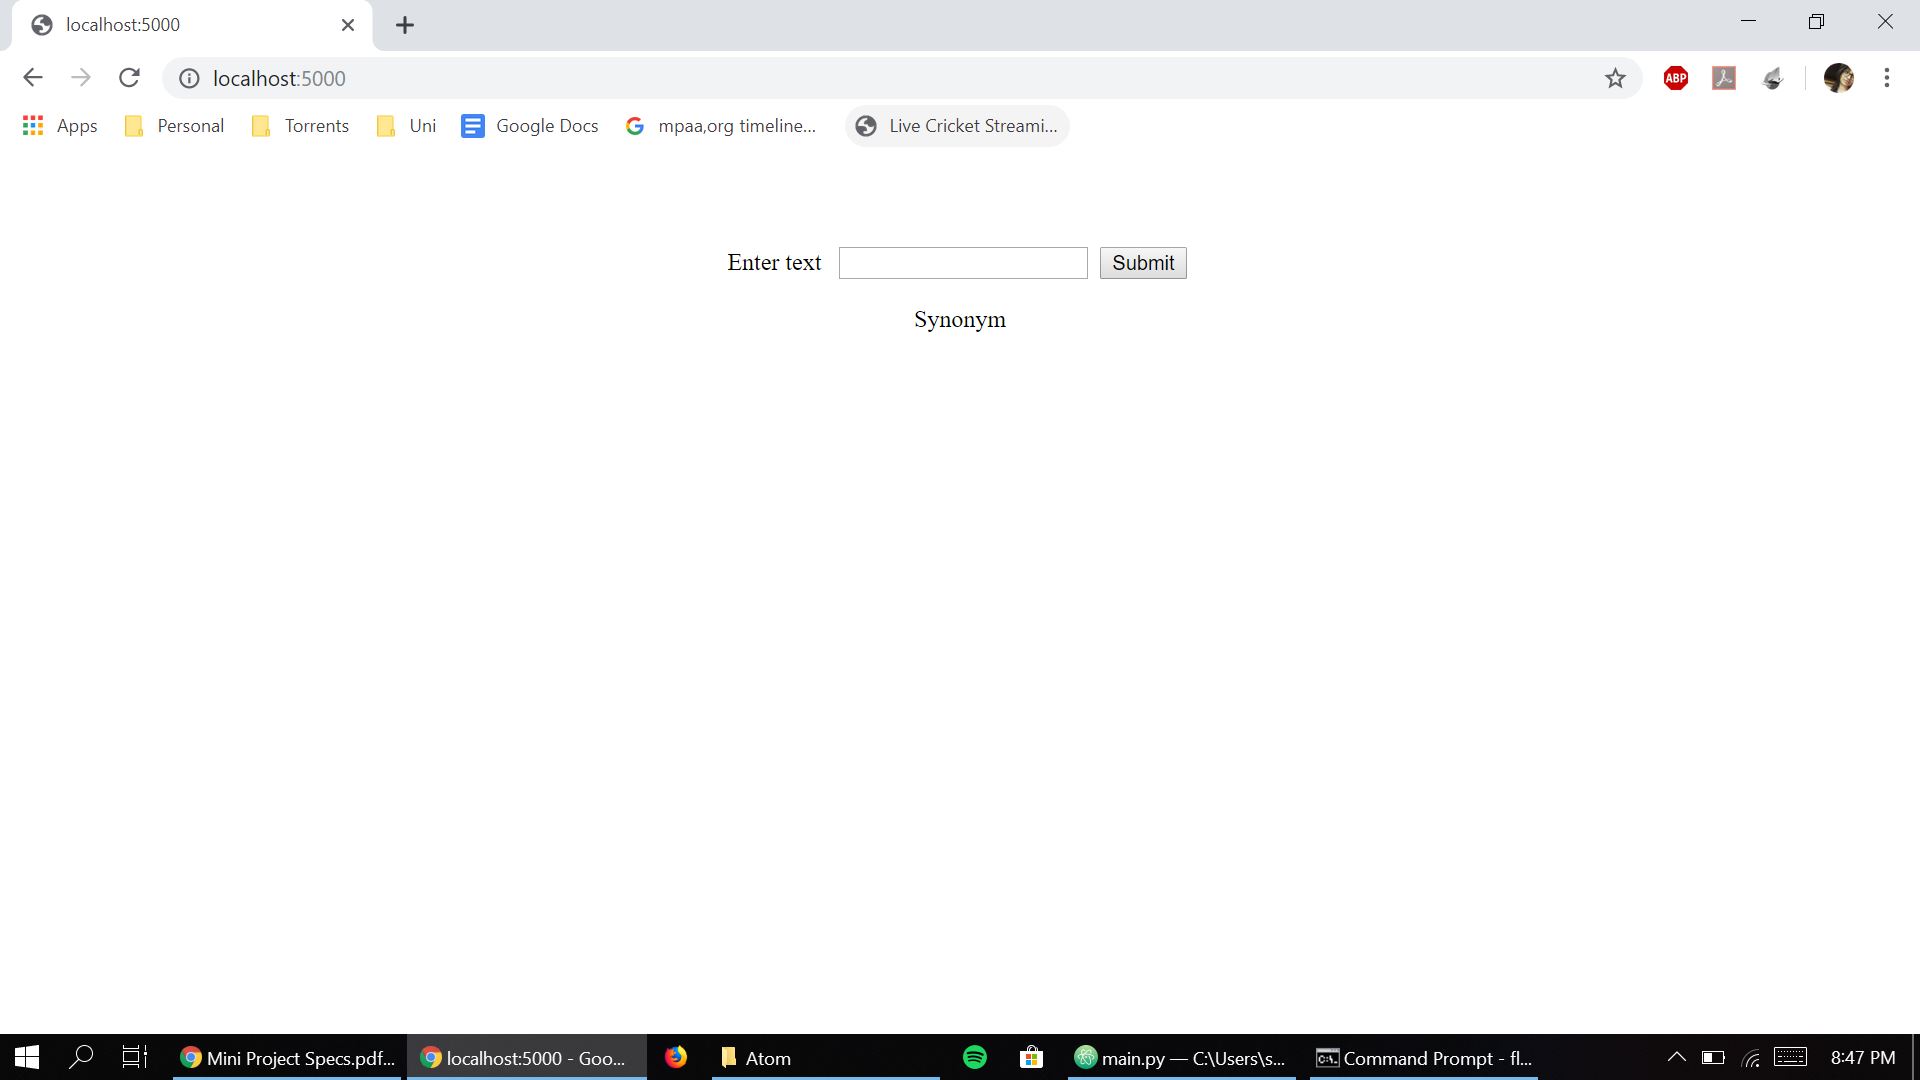 localhost:5000
localhost:5000
ABP
Apps Personal Torrents Uni Google Docs mpaa,org timeline... Live Cricket Streami...
Enter text Submit
Synonym
Mini Project Specs.pdf... localhost:5000 - Goo... Atom main.py — C:\Users\s... C:\. Command Prompt - fl... 8:47 PM